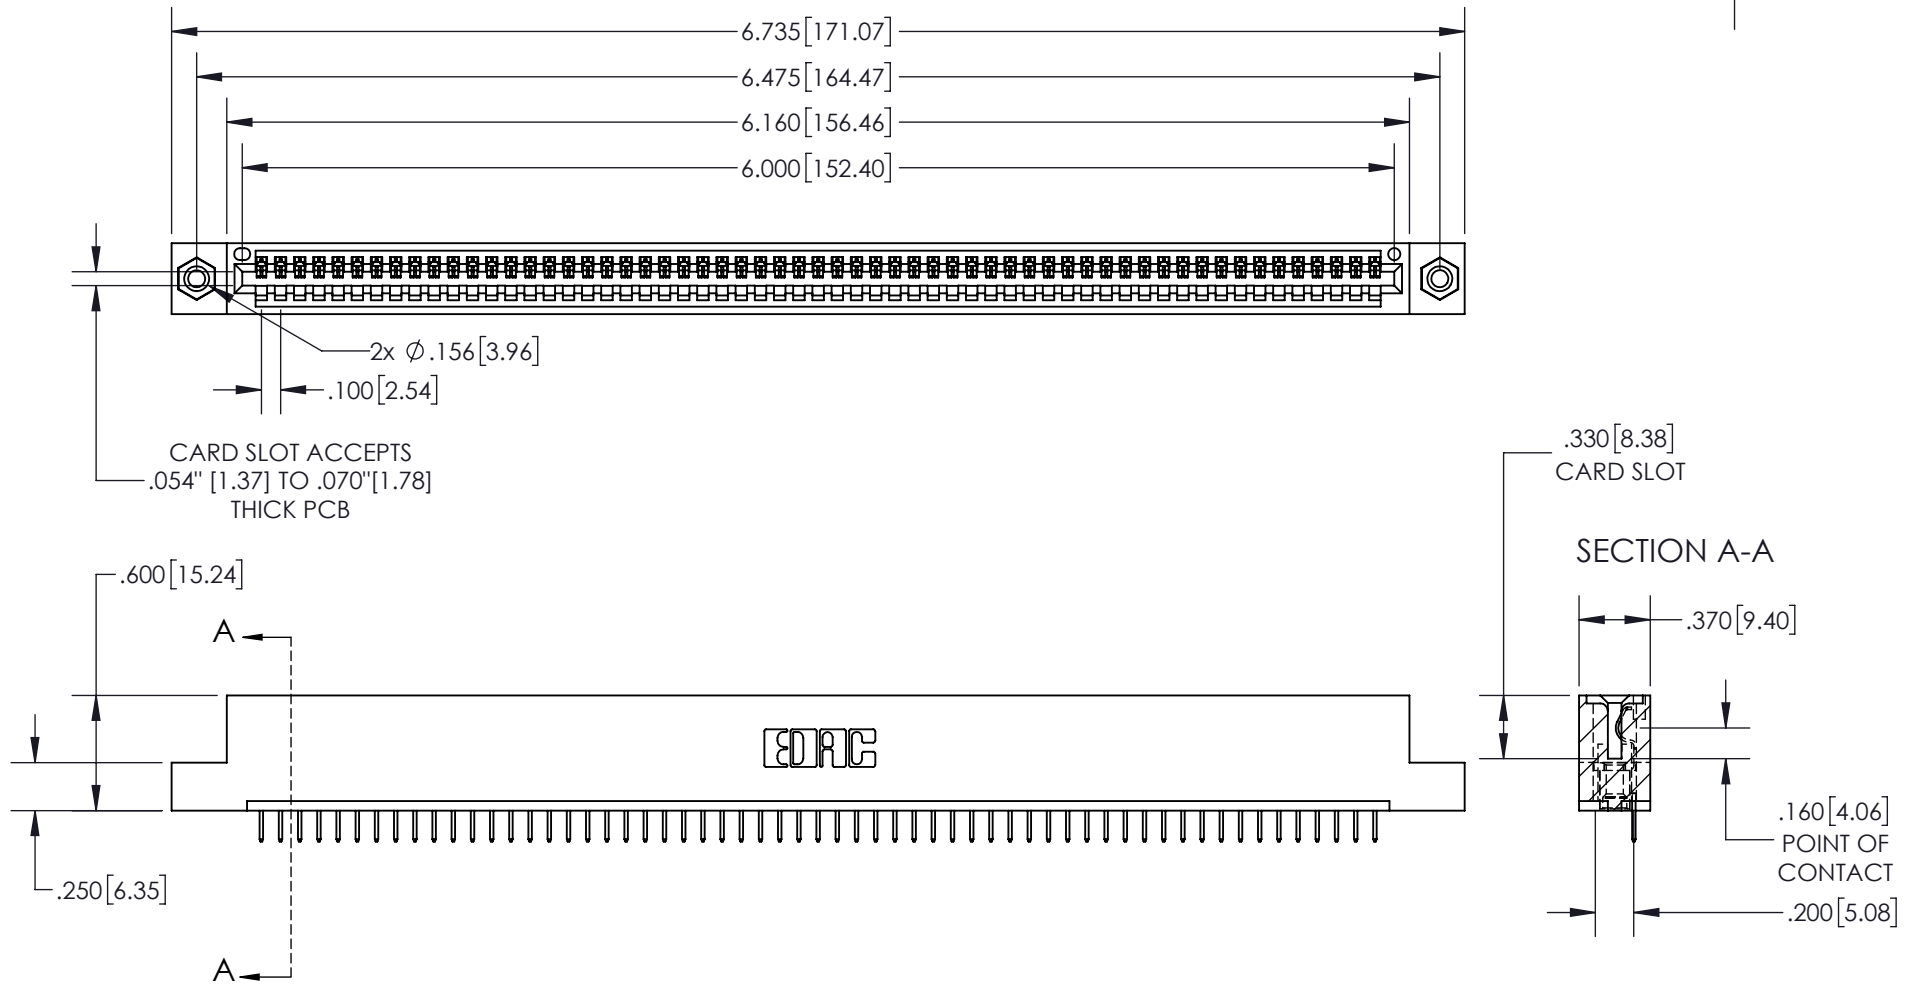 6.735[171.07]
6.475[164.47]
6.160[156.46]
6.000[152.40]
2x Ø.156[3.96]
.100[2.54]
CARD SLOT ACCEPTS
.054" [1.37] TO .070"[1.78]
THICK PCB
.330[8.38]
CARD SLOT
SECTION A-A
.600[15.24]
.370[9.40]
A
EDAC
.160[4.06]
POINT OF
CONTACT
.250[6.35]
.200[5.08]
A